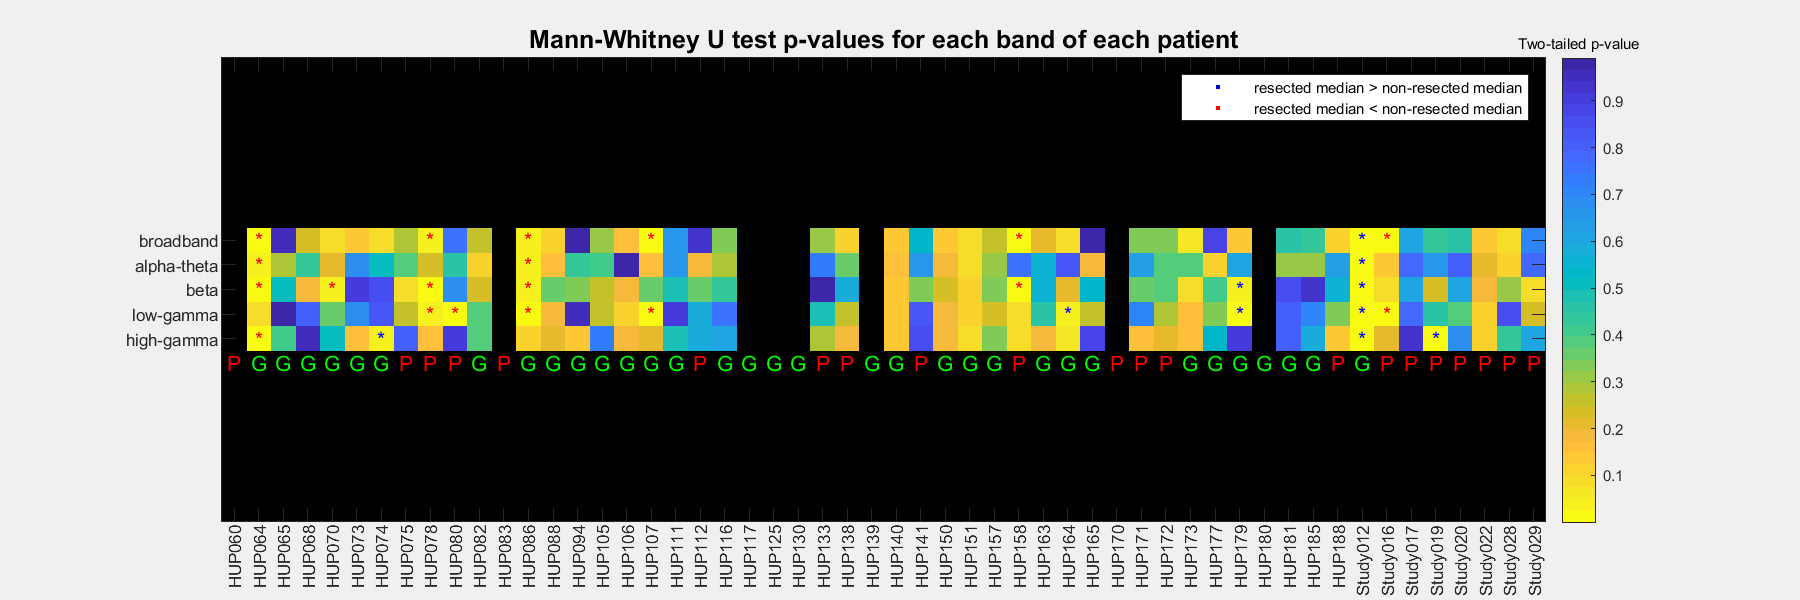 Mann-Whitney U test p-values for each band of each patient
Two-tailed p-value
resected median > non-resected median
resected median < non-resected median
0.9
0.8
0.7
0.6
0.5
0.4
0.3
0.2
0.1
broadband
alpha-theta
beta
low-gamma
high-gamma
P G G G G G G P P P G P G G G G G G G P G G G G P P G G P G G G P G G G P P P G G G G G G P G P P P P P P P
HUP060
HUP064
HUP065
HUP068
HUP070
HUP073
HUP074
HUP075
HUP078
HUP080
HUP082
HUP083
HUP086
HUP088
HUP094
HUP105
HUP106
HUP107
HUP111
HUP112
HUP116
HUP117
HUP125
HUP130
HUP133
HUP138
HUP139
HUP140
HUP141
HUP150
HUP151
HUP157
HUP158
HUP163
HUP164
HUP165
HUP170
HUP171
HUP172
HUP173
HUP177
HUP179
HUP180
HUP181
HUP185
HUP188
Study012
Study016
Study017
Study019
Study020
Study022
Study028
Study029